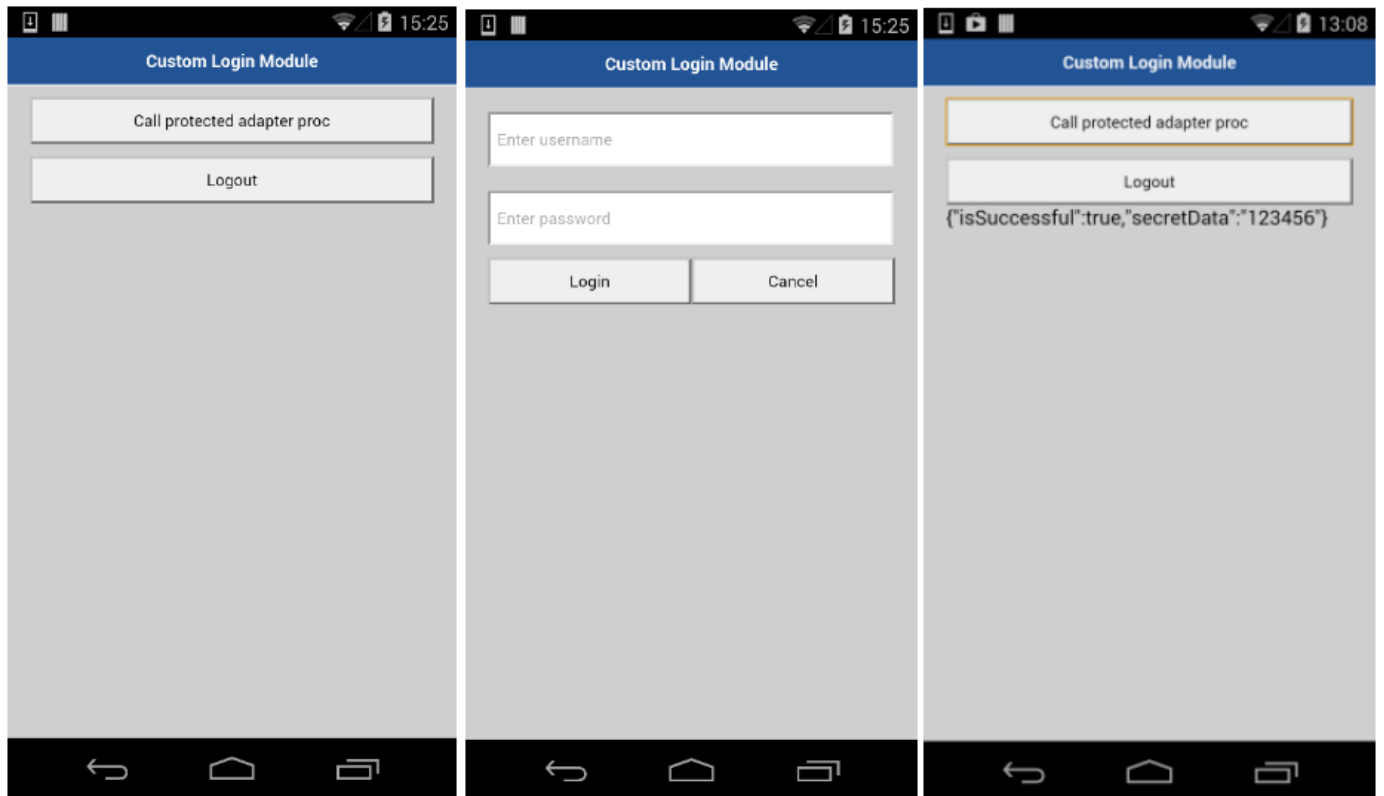 15:25
Custom Login Module
Call protected adapter proc
Logout
15:25
Custom Login Module
Enter username
Enter password
Login Cancel
13:08
Custom Login Module
Call protected adapter proc
Logout
{"isSuccessful":true,"secretData":"123456"}